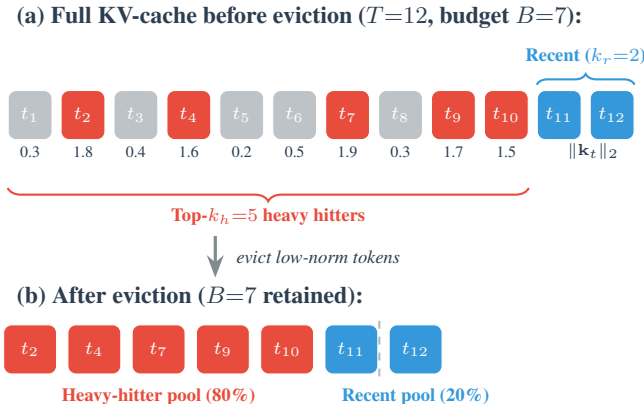 (a) Full KV-cache before eviction (T=12, budget B=7):
Recent (k_r=2)
t_1 t_2 t_3 t_4 t_5 t_6 t_7 t_8 t_9 t_10 t_11 t_12
0.3 1.8 0.4 1.6 0.2 0.5 1.9 0.3 1.7 1.5 ‖k_t‖_2
Top-k_h=5 heavy hitters
evict low-norm tokens
(b) After eviction (B=7 retained):
t_2 t_4 t_7 t_9 t_10 t_11 t_12
Heavy-hitter pool (80%) Recent pool (20%)